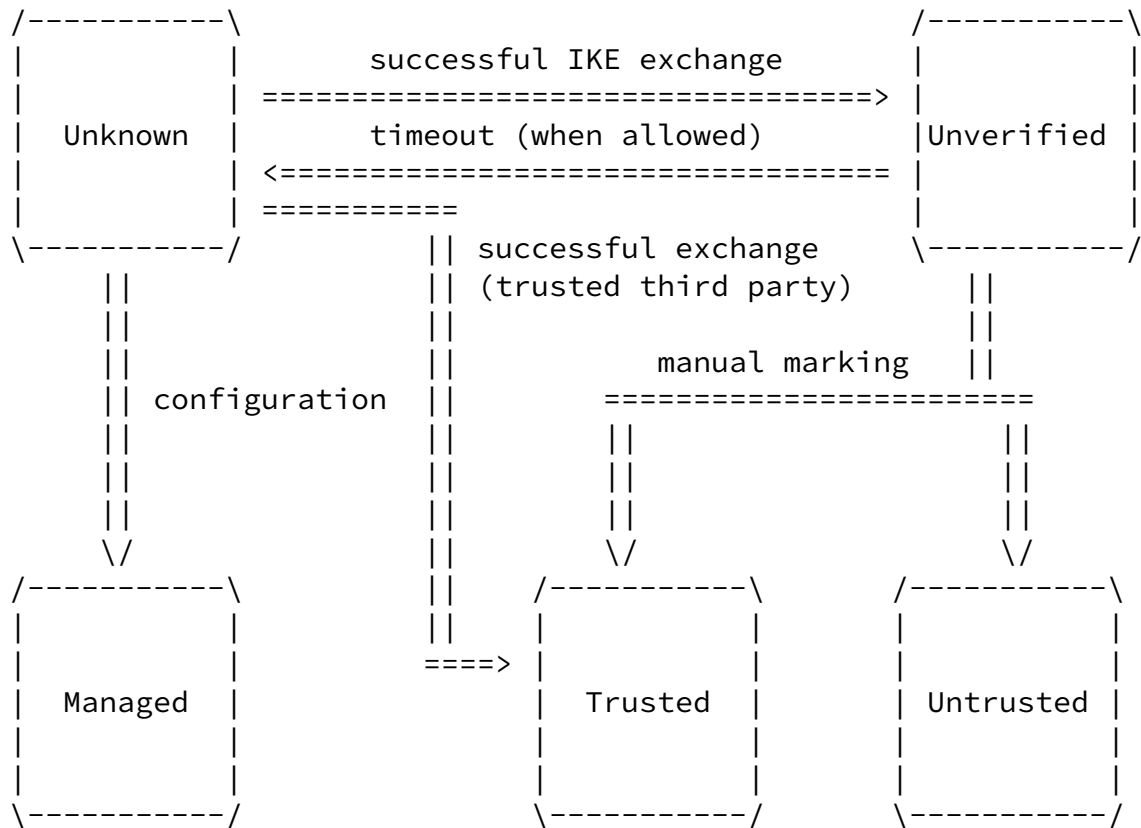 successful IKE exchange
Unknown timeout (when allowed) Unverified
successful exchange
(trusted third party)
manual marking
configuration
Managed Trusted Untrusted